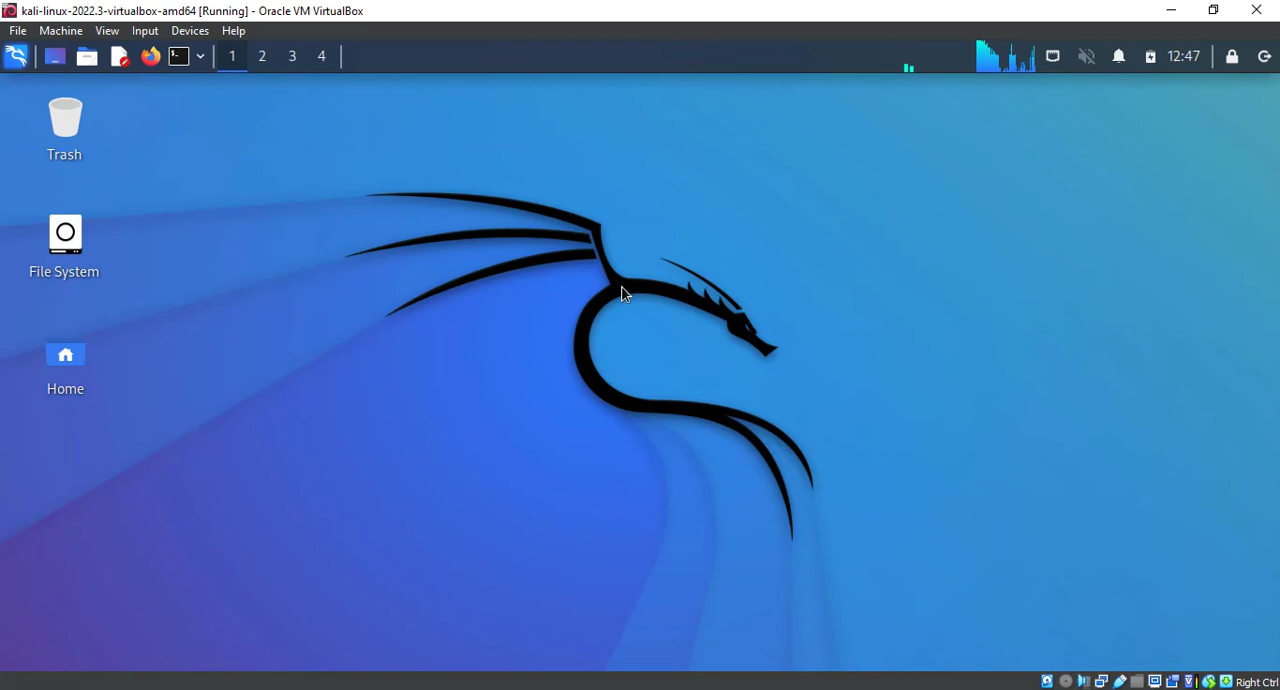 kali-linux-2022.3-virtualbox-amd64 [Running] - Oracle VM VirtualBox
File Machine View Input Devices Help
1 2 3 4 12:47
Trash
File System
Home
Right Ctrl